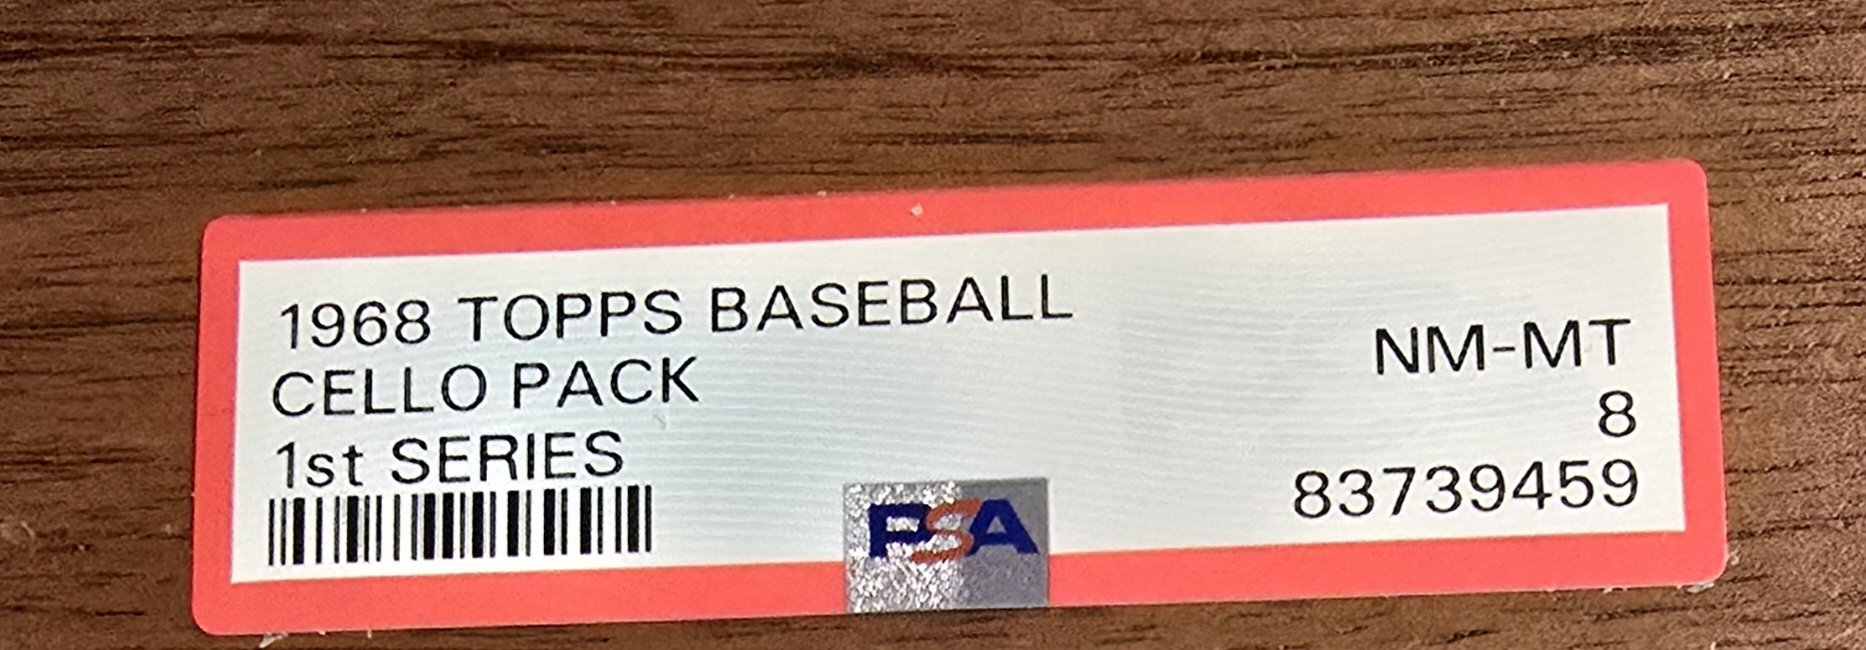 1968 TOPPS BASEBALL
CELLO PACK
1st SERIES
NM-MT
8
83739459
PSA